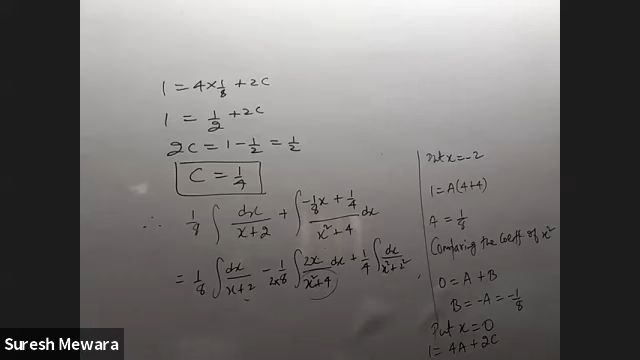 1 = 4 × 1/8 + 2C
1 = 1/2 + 2C
2C = 1 - 1/2 = 1/2
C = 1/4
∴ 1/8 ∫ dx/(x+2) + ∫ (-1/8 x + 1/4)/(x²+4) dx
= 1/8 ∫ dx/(x+2) - 1/(2×8) ∫ 2x/(x²+4) dx + 1/4 ∫ dx/(x²+2²)
Put x = -2
1 = A(4+4)
A = 1/8
Comparing the coeff of x²
0 = A + B
B = -A = -1/8
Put x = 0
1 = 4A + 2C
Suresh Mewara